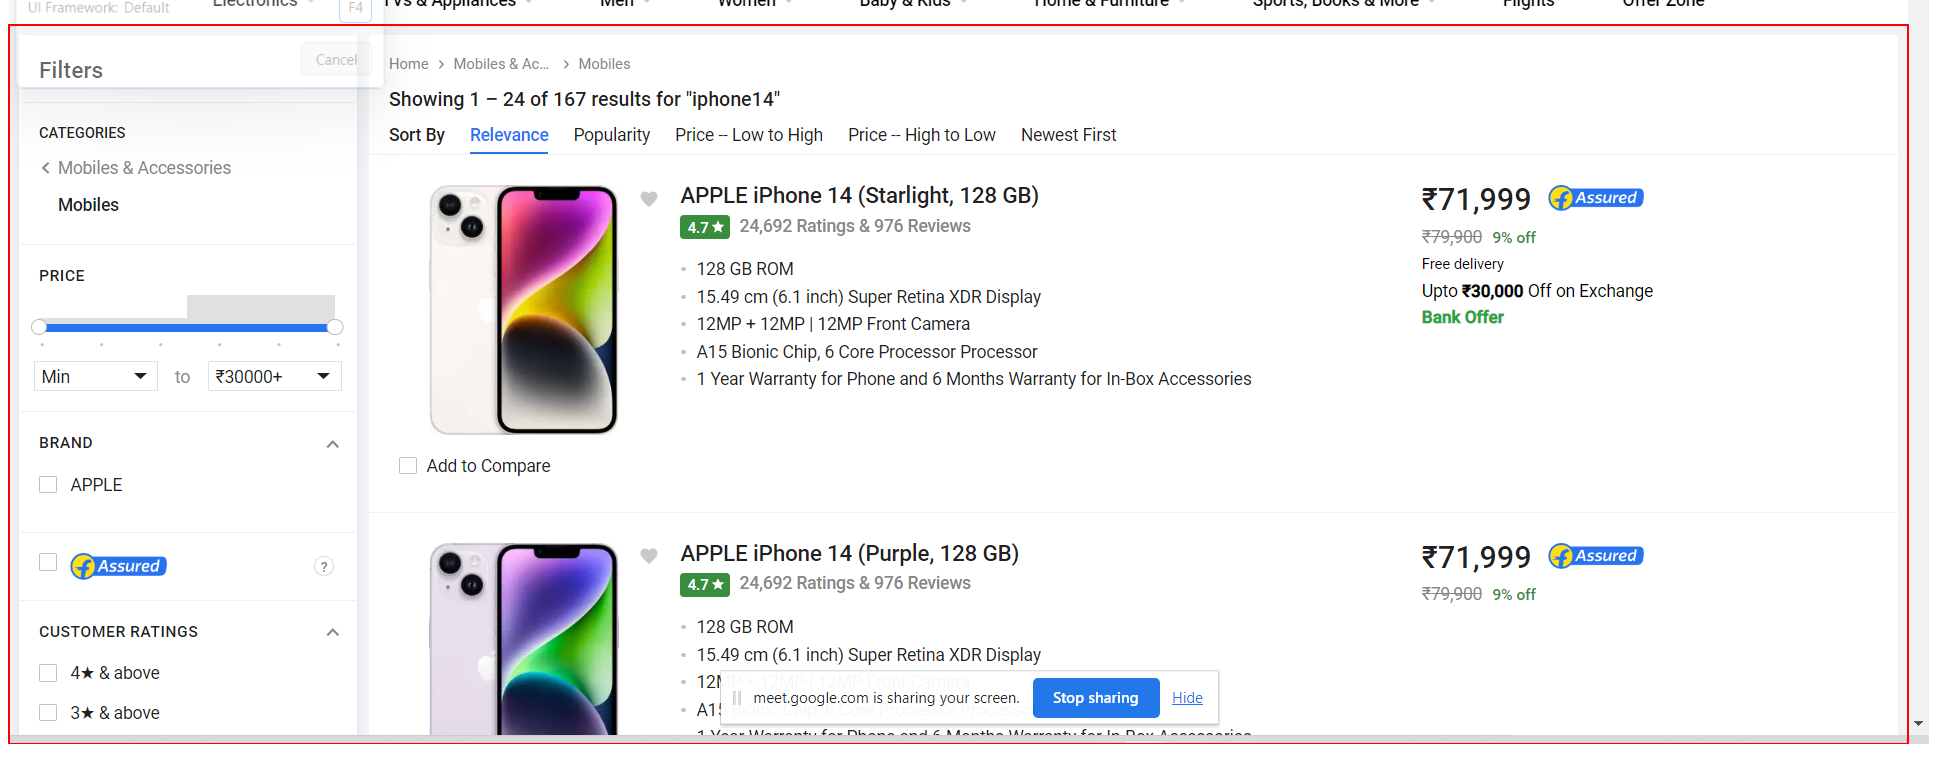 UI Framework: Default
F4
Electronics
TVs & Appliances
Men
Women
Baby & Kids
Home & Furniture
Sports, Books & More
Flights
Offer Zone
Cancel
Filters
CATEGORIES
Mobiles & Accessories
Mobiles
PRICE
Min
to
₹30000+
BRAND
APPLE
Assured
?
CUSTOMER RATINGS
4★ & above
3★ & above
Home > Mobiles & Ac... > Mobiles
Showing 1 – 24 of 167 results for "iphone14"
Sort By Relevance Popularity Price -- Low to High Price -- High to Low Newest First
APPLE iPhone 14 (Starlight, 128 GB)
4.7★ 24,692 Ratings & 976 Reviews
128 GB ROM
15.49 cm (6.1 inch) Super Retina XDR Display
12MP + 12MP | 12MP Front Camera
A15 Bionic Chip, 6 Core Processor Processor
1 Year Warranty for Phone and 6 Months Warranty for In-Box Accessories
₹71,999 Assured
₹79,900 9% off
Free delivery
Upto ₹30,000 Off on Exchange
Bank Offer
Add to Compare
APPLE iPhone 14 (Purple, 128 GB)
4.7★ 24,692 Ratings & 976 Reviews
128 GB ROM
15.49 cm (6.1 inch) Super Retina XDR Display
12MP + 12MP | 12MP Front Camera
A15 Bionic Chip, 6 Core Processor
1 Year Warranty for Phone and 6 Months Warranty for In-Box Accessories
₹71,999 Assured
₹79,900 9% off
meet.google.com is sharing your screen.
Stop sharing
Hide